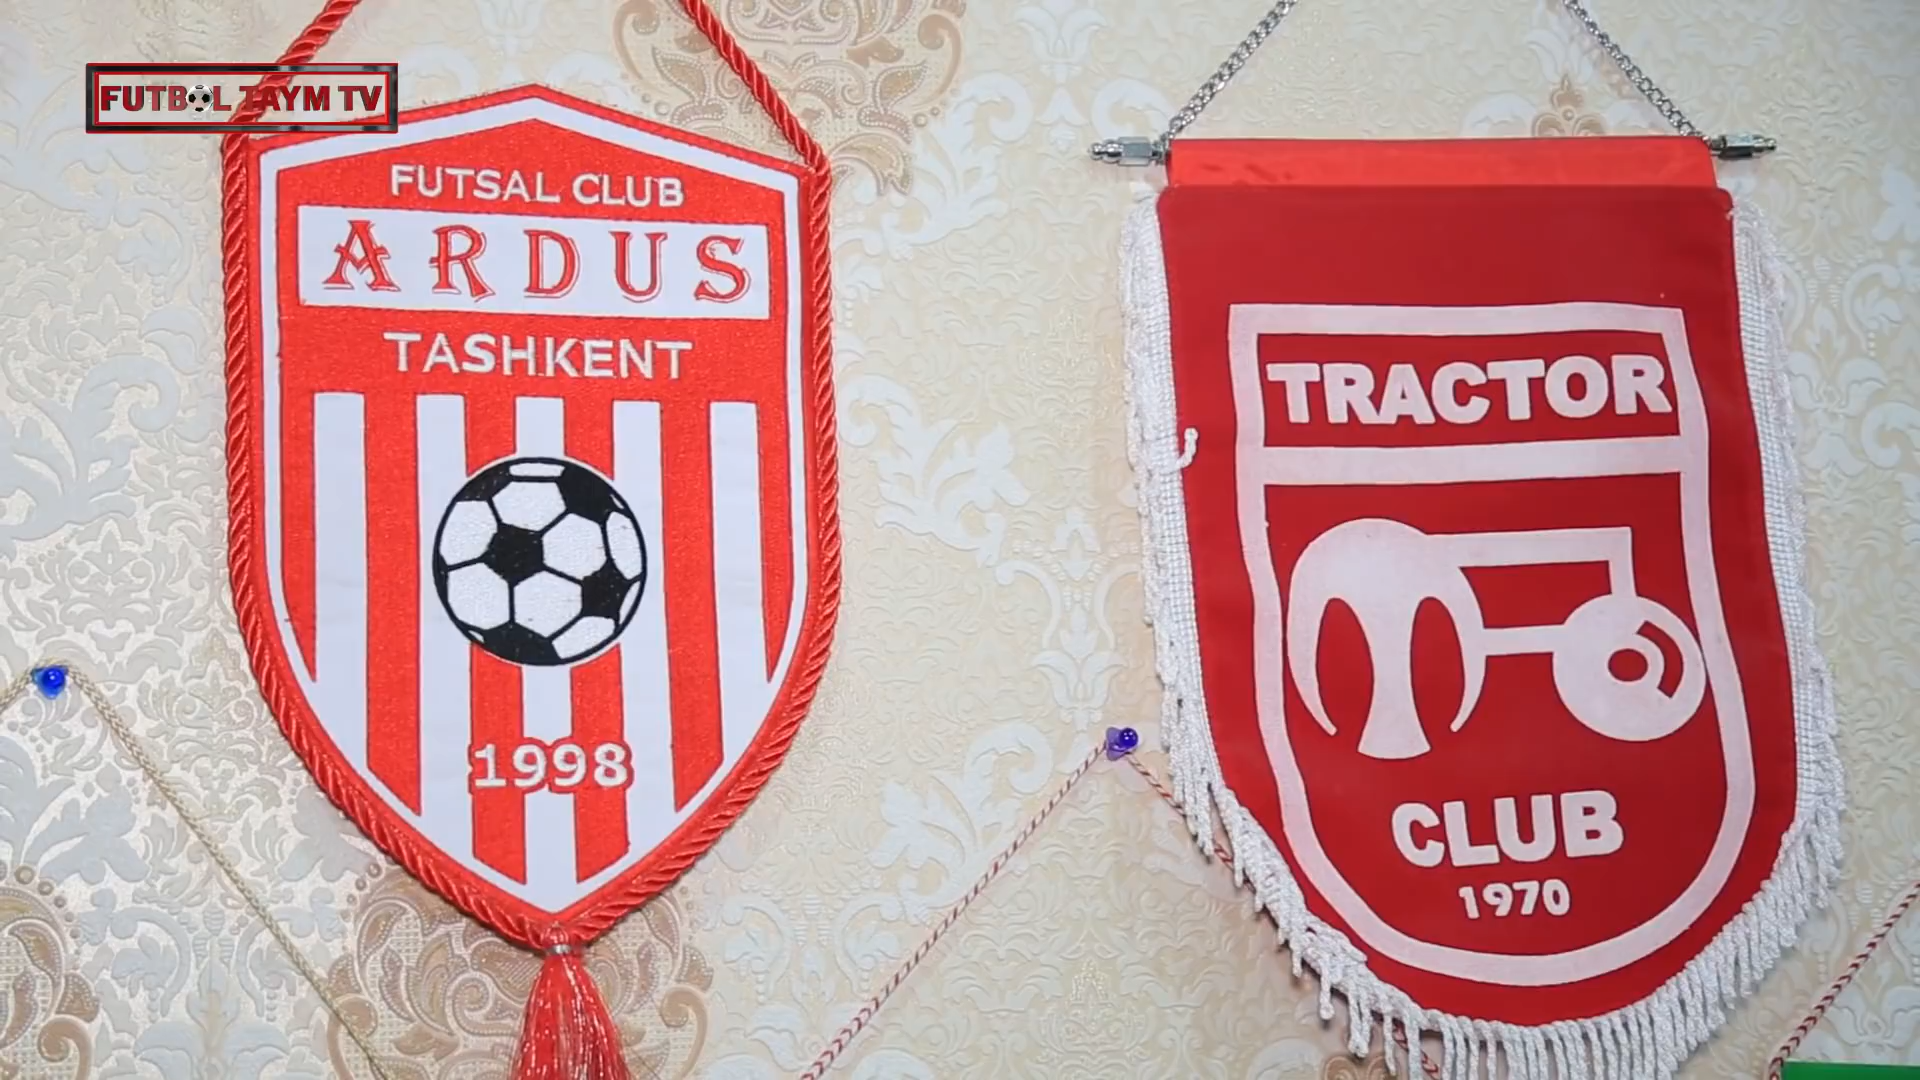 FUTBOL TAYM TV
FUTSAL CLUB
ARDUS
TASHKENT
1998
TRACTOR
CLUB
1970